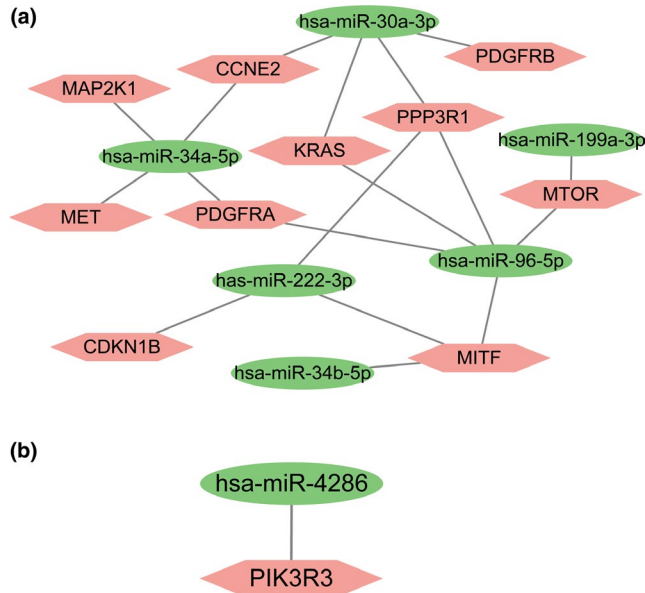 (a)
hsa-miR-30a-3p
CCNE2
PDGFRB
MAP2K1
PPP3R1
hsa-miR-199a-3p
hsa-miR-34a-5p
KRAS
MTOR
MET
PDGFRA
hsa-miR-96-5p
has-miR-222-3p
CDKN1B
MITF
hsa-miR-34b-5p
(b)
hsa-miR-4286
PIK3R3